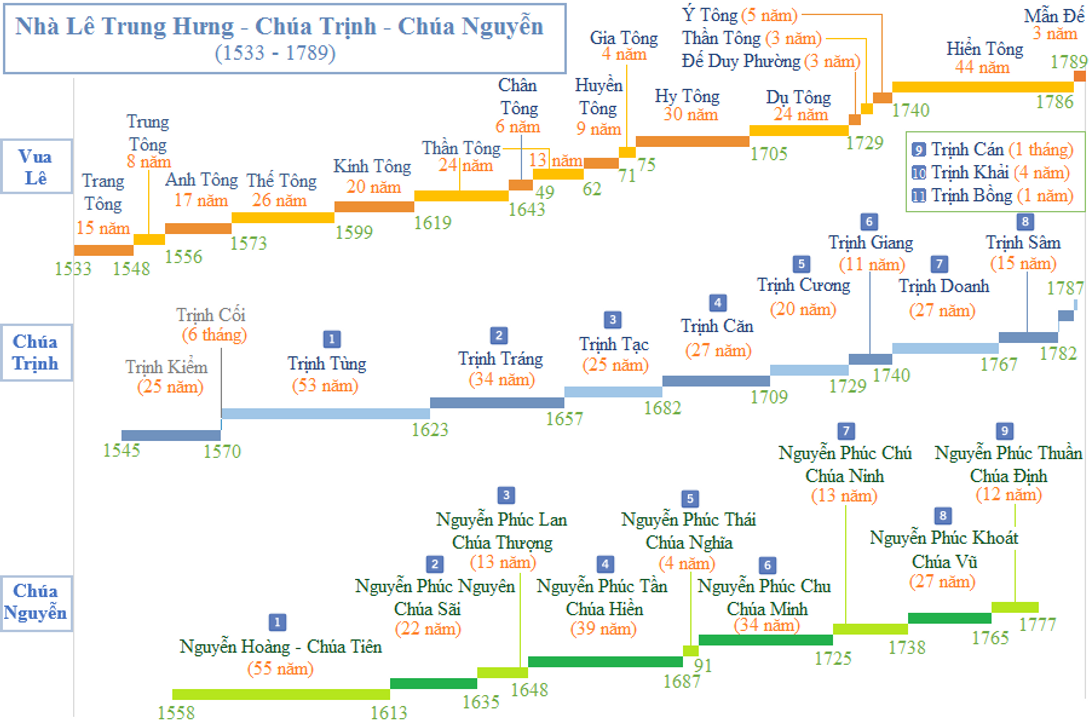 Nhà Lê Trung Hưng - Chúa Trịnh - Chúa Nguyễn
(1533 - 1789)
Vua
Lê
Trang
Tông
15 năm
Trung
Tông
8 năm
Anh Tông
17 năm
Thế Tông
26 năm
Kính Tông
20 năm
Thần Tông
24 năm
13 năm
Chân
Tông
6 năm
Huyền
Tông
9 năm
Gia Tông
4 năm
Hy Tông
30 năm
Dụ Tông
24 năm
Đế Duy Phường (3 năm)
Thần Tông (3 năm)
Ý Tông (5 năm)
Hiển Tông
44 năm
Mẫn Đế
3 năm
1533
1548
1556
1573
1599
1619
1643
49
62
71
75
1705
1729
1740
1786
1789
9 Trịnh Cán (1 tháng)
10 Trịnh Khải (4 năm)
11 Trịnh Bồng (1 năm)
Chúa
Trịnh
Trịnh Kiểm
(25 năm)
Trịnh Cối
(6 tháng)
1
Trịnh Tùng
(53 năm)
2
Trịnh Tráng
(34 năm)
3
Trịnh Tạc
(25 năm)
4
Trịnh Căn
(27 năm)
5
Trịnh Cương
(20 năm)
6
Trịnh Giang
(11 năm)
7
Trịnh Doanh
(27 năm)
8
Trịnh Sâm
(15 năm)
1545
1570
1623
1657
1682
1709
1729
1740
1767
1782
1787
Chúa
Nguyễn
1
Nguyễn Hoàng - Chúa Tiên
(55 năm)
2
Nguyễn Phúc Nguyên
Chúa Sãi
(22 năm)
3
Nguyễn Phúc Lan
Chúa Thượng
(13 năm)
4
Nguyễn Phúc Tần
Chúa Hiền
(39 năm)
5
Nguyễn Phúc Thái
Chúa Nghĩa
(4 năm)
6
Nguyễn Phúc Chu
Chúa Minh
(34 năm)
7
Nguyễn Phúc Chú
Chúa Ninh
(13 năm)
8
Nguyễn Phúc Khoát
Chúa Vũ
(27 năm)
9
Nguyễn Phúc Thuần
Chúa Định
(12 năm)
1558
1613
1635
1648
1687
91
1725
1738
1765
1777